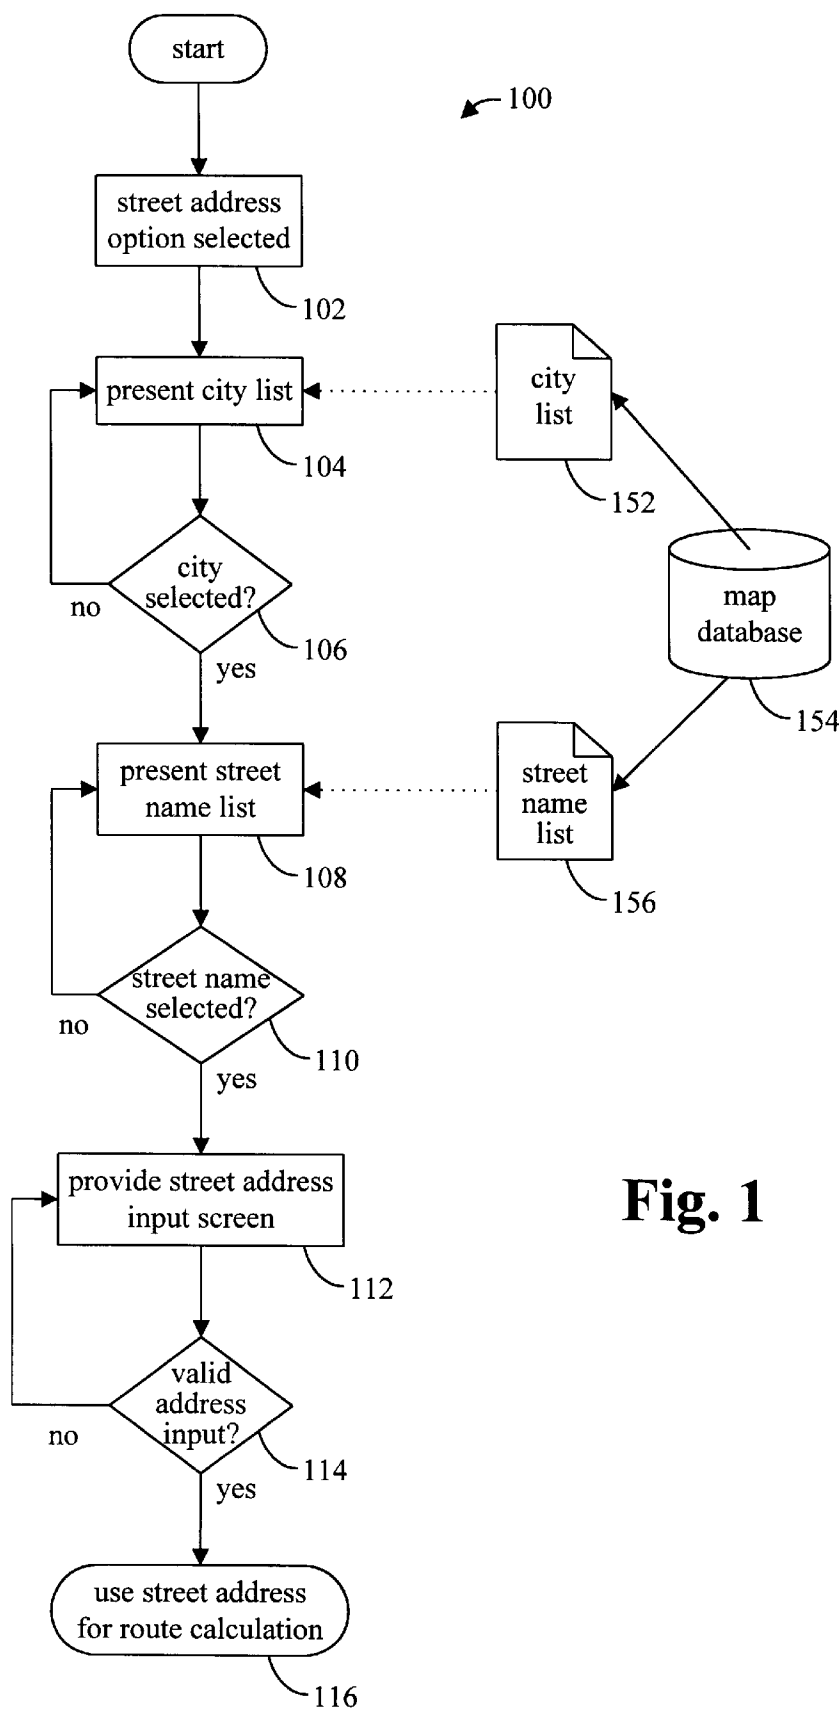 start
100
street address
option selected
102
present city list
104
city
list
152
city
selected?
no
106
yes
map
database
154
present street
name list
108
street
name
list
156
street name
selected?
no
110
yes
provide street address
input screen
112
Fig. 1
valid
address
input?
no
114
yes
use street address
for route calculation
116